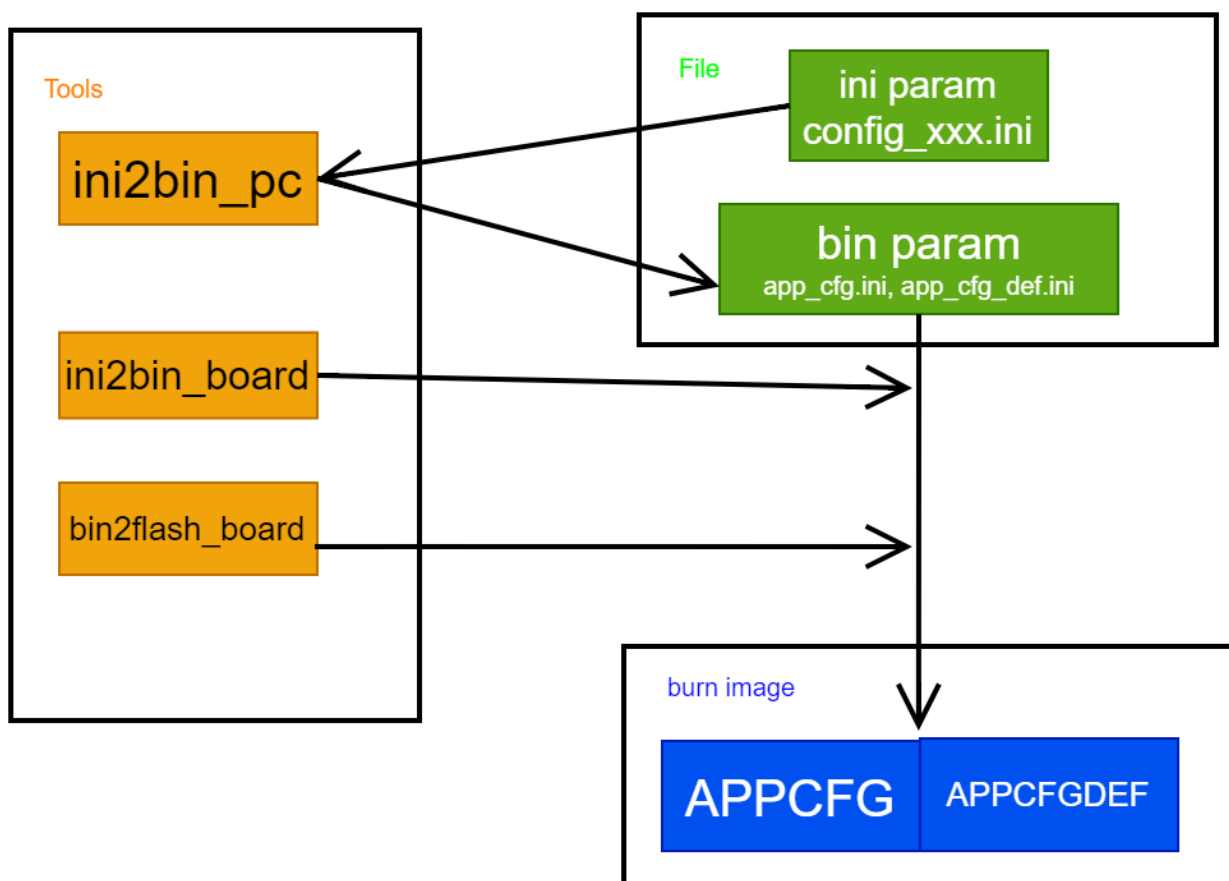 Tools
ini2bin_pc
ini2bin_board
bin2flash_board
File
ini param
config_xxx.ini
bin param
app_cfg.ini, app_cfg_def.ini
burn image
APPCFG
APPCFGDEF